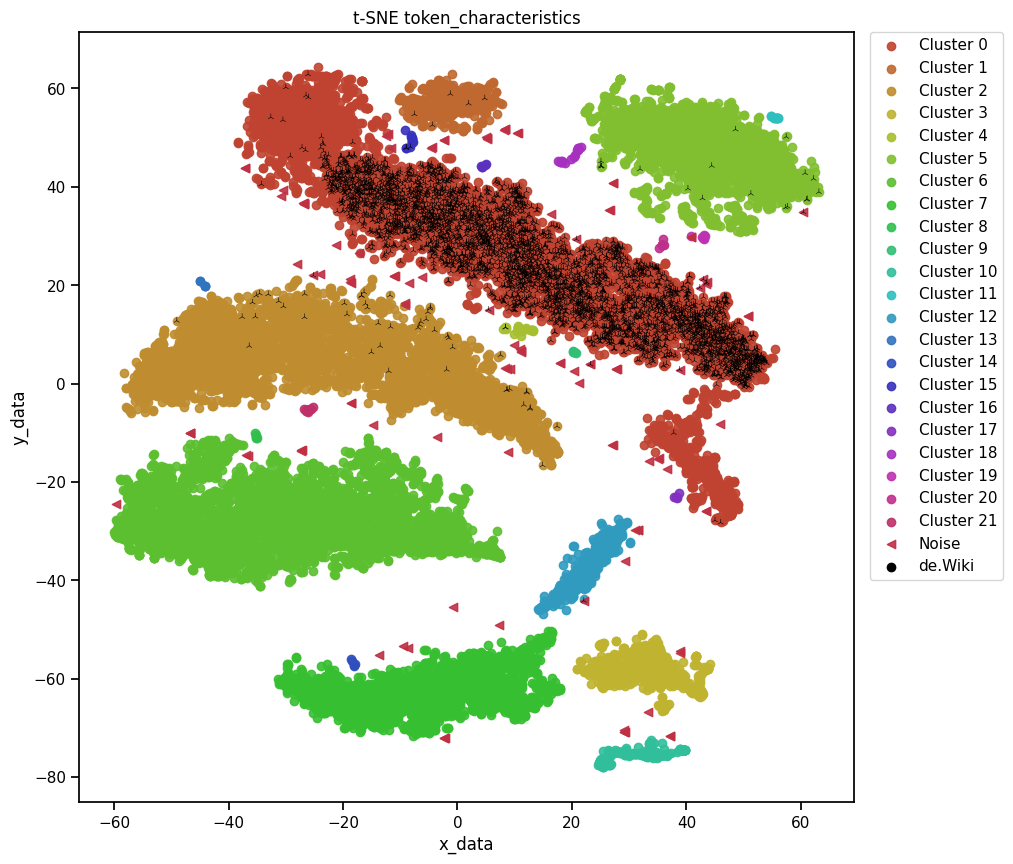 t-SNE token_characteristics
y_data
60
40
20
0
−20
−40
−60
−80
−60
−40
−20
0
20
40
60
x_data
Cluster 0
Cluster 1
Cluster 2
Cluster 3
Cluster 4
Cluster 5
Cluster 6
Cluster 7
Cluster 8
Cluster 9
Cluster 10
Cluster 11
Cluster 12
Cluster 13
Cluster 14
Cluster 15
Cluster 16
Cluster 17
Cluster 18
Cluster 19
Cluster 20
Cluster 21
Noise
de.Wiki